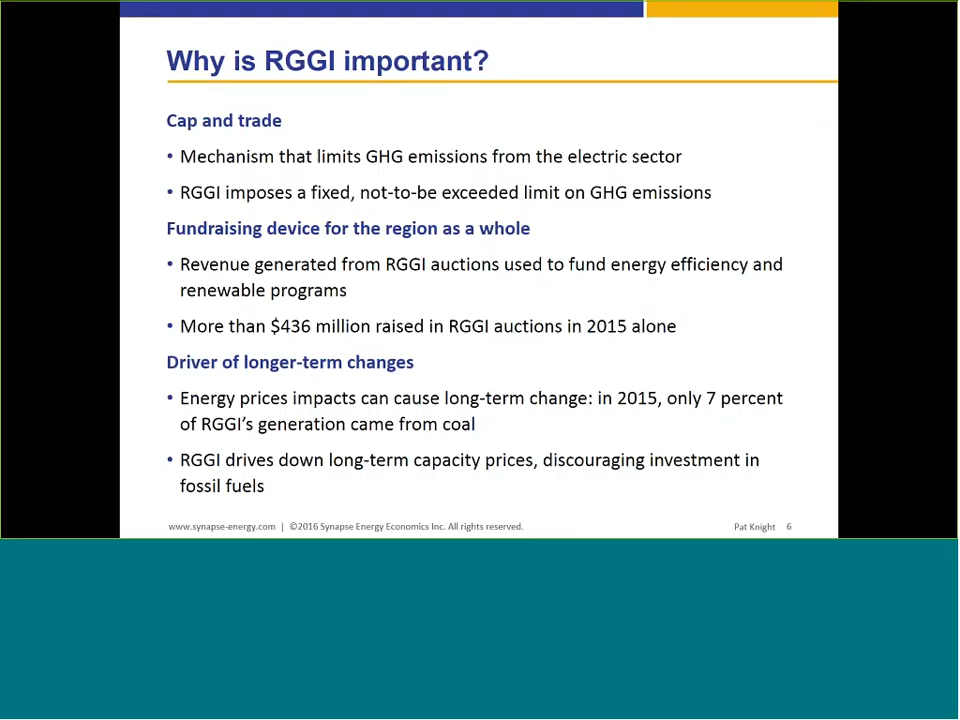 Why is RGGI important?
Cap and trade
• Mechanism that limits GHG emissions from the electric sector
• RGGI imposes a fixed, not-to-be exceeded limit on GHG emissions
Fundraising device for the region as a whole
• Revenue generated from RGGI auctions used to fund energy efficiency and
renewable programs
• More than $436 million raised in RGGI auctions in 2015 alone
Driver of longer-term changes
• Energy prices impacts can cause long-term change: in 2015, only 7 percent
of RGGI’s generation came from coal
• RGGI drives down long-term capacity prices, discouraging investment in
fossil fuels
www.synapse-energy.com | ©2016 Synapse Energy Economics Inc. All rights reserved. Pat Knight 6